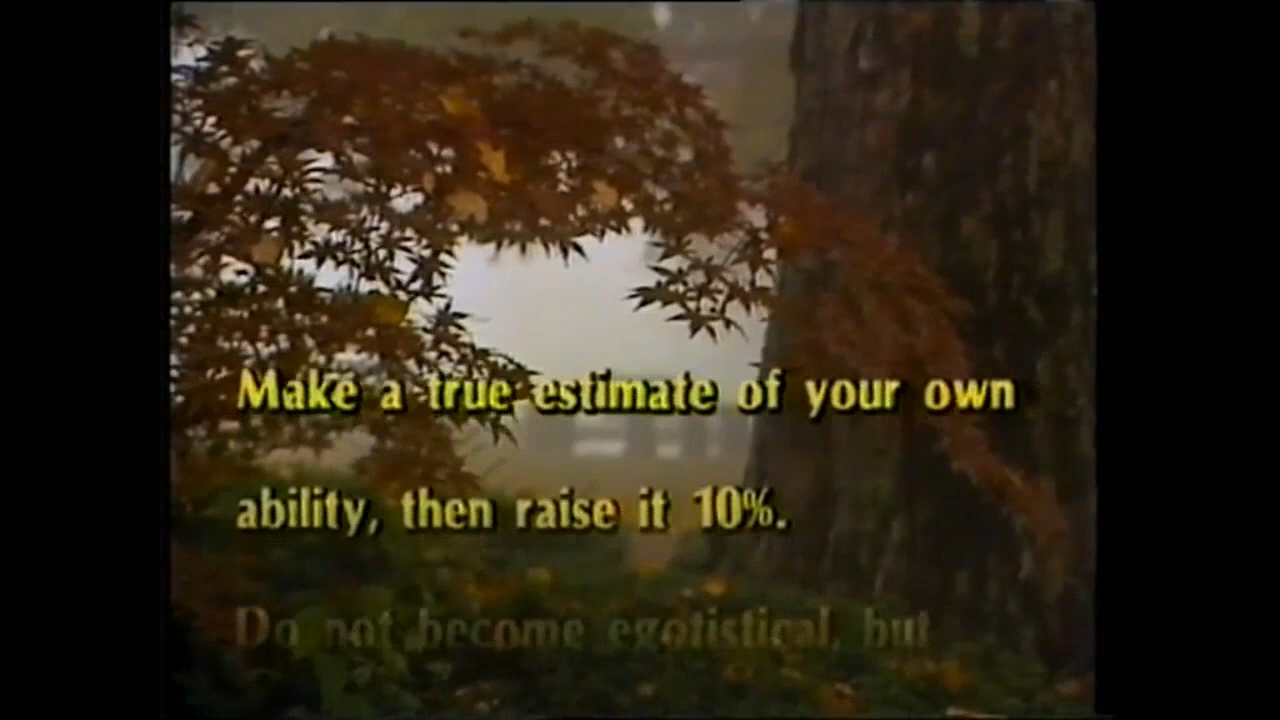 Make a true estimate of your own
ability, then raise it 10%.
Do not become egotistical, but